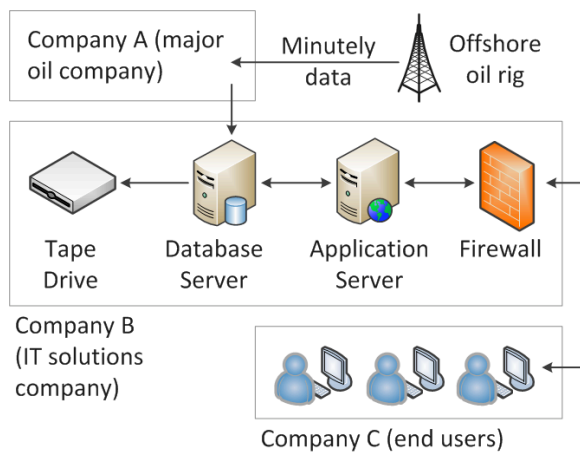 Company A (major
oil company)
Minutely
data
Offshore
oil rig
Tape
Drive
Database
Server
Application
Server
Firewall
Company B
(IT solutions
company)
Company C (end users)